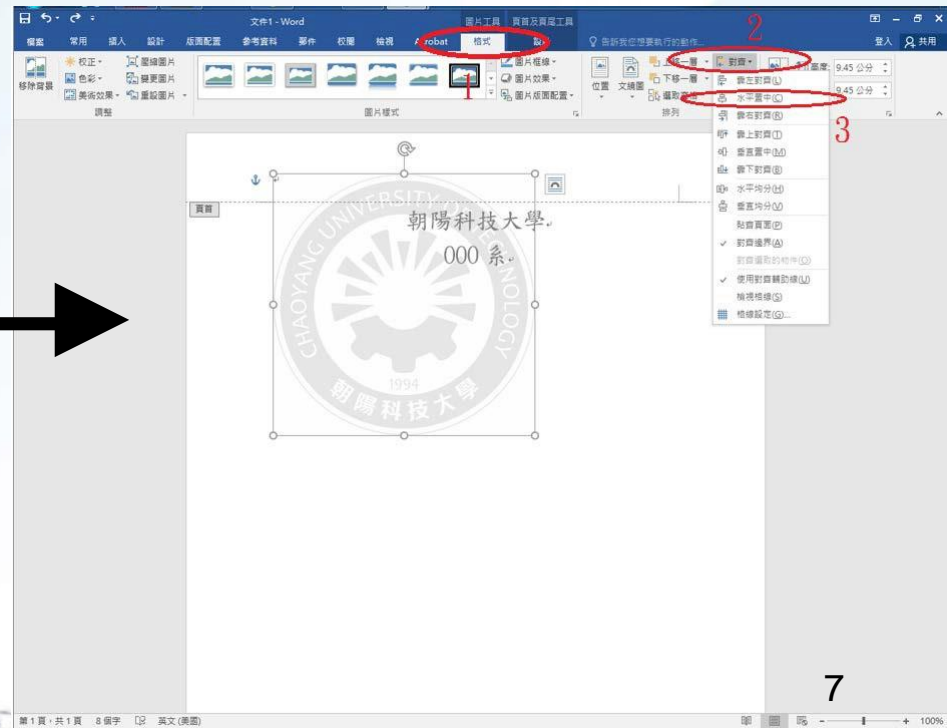 文件1 - Word
圖片工具 頁首及頁尾工具
2
檔案 常用 插入 設計 版面配置 參考資料 郵件 校閱 檢視 Acrobat 格式 設計 告訴我您想要執行的動作... 登入 共用
移除背景
校正
色彩
美術效果
壓縮圖片
變更圖片
重設圖片
調整
1
圖片樣式
圖片框線
圖片效果
圖片版面配置
位置
文繞圖
上移一層
下移一層
排列
對齊
高度: 9.45 公分
9.45 公分
靠左對齊(L)
水平置中(C)
3
靠右對齊(R)
靠上對齊(T)
垂直置中(M)
靠下對齊(B)
水平均分(H)
垂直均分(V)
貼齊頁面(P)
對齊邊界(A)
對齊選取的物件(O)
使用對齊輔助線(U)
檢視格線(S)
格線設定(G)...
頁首
朝陽科技大學
000 系
CHAOYANG UNIVERSITY OF TECHNOLOGY
1994
朝陽科技大學
7
第 1 頁,共 1 頁 8 個字 英文 (美國) 100%